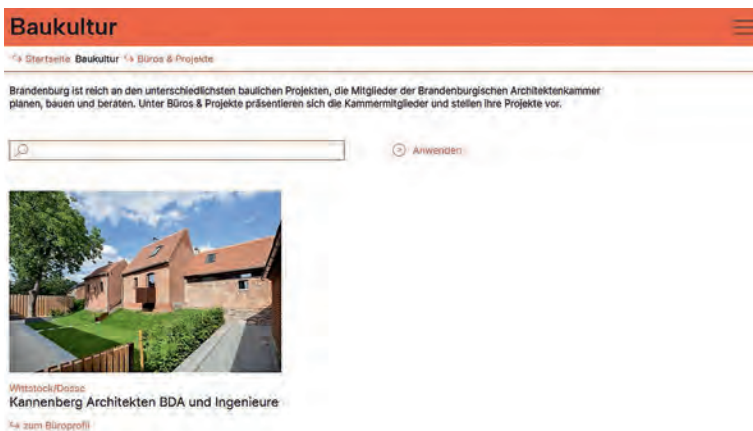 Baukultur
↪ Startseite Baukultur ↪ Büros & Projekte
Brandenburg ist reich an den unterschiedlichsten baulichen Projekten, die Mitglieder der Brandenburgischen Architektenkammer
planen, bauen und beraten. Unter Büros & Projekte präsentieren sich die Kammermitglieder und stellen ihre Projekte vor.
Anwenden
Wittstock/Dosse
Kannenberg Architekten BDA und Ingenieure
↪ zum Büroprofil